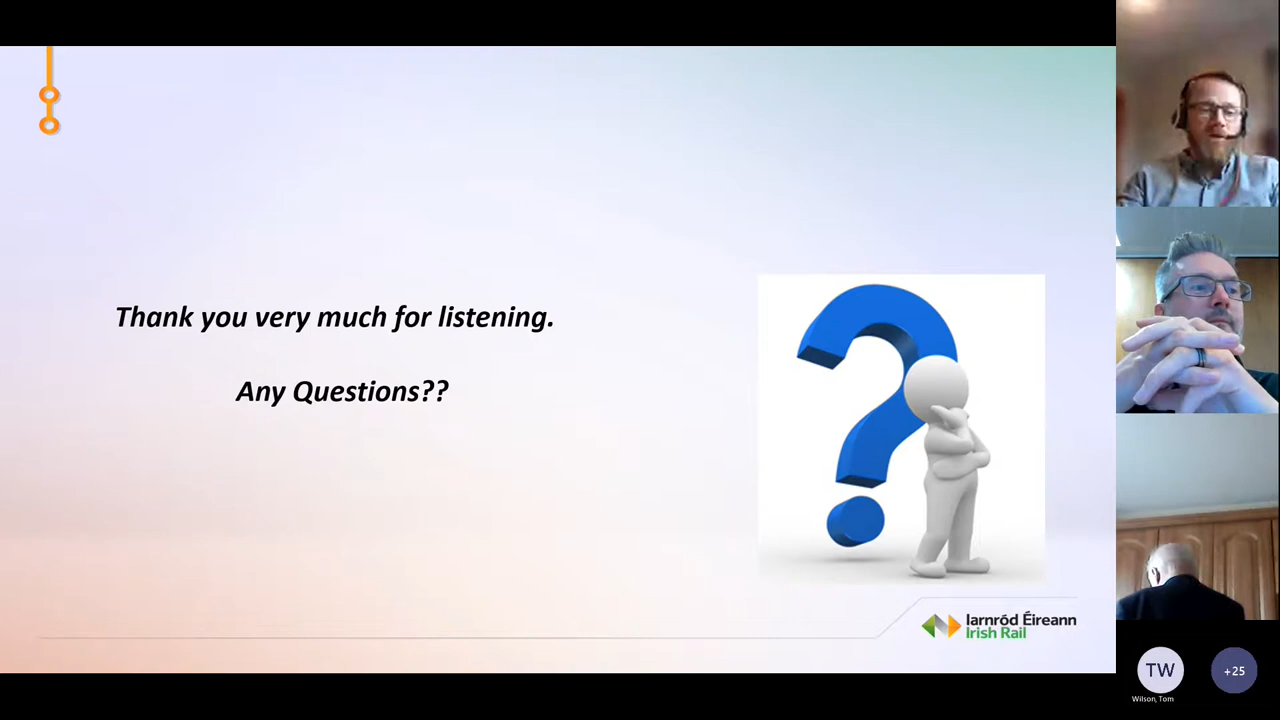 Thank you very much for listening.
Any Questions??
Iarnród Éireann
Irish Rail
TW
+25
Wilson, Tom